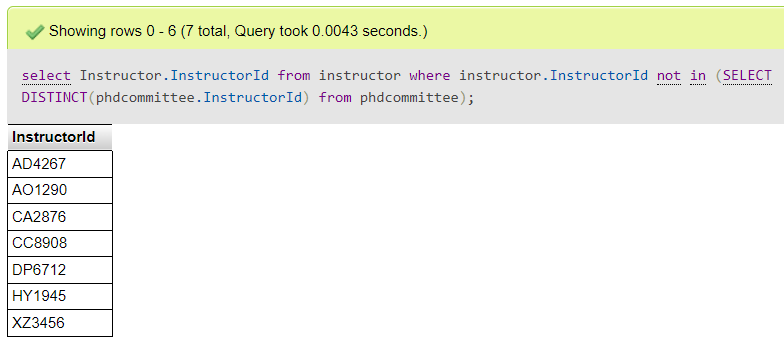 Showing rows 0 - 6 (7 total, Query took 0.0043 seconds.)
select Instructor.InstructorId from instructor where instructor.InstructorId not in (SELECT
DISTINCT(phdcommittee.InstructorId) from phdcommittee);
InstructorId
AD4267
AO1290
CA2876
CC8908
DP6712
HY1945
XZ3456